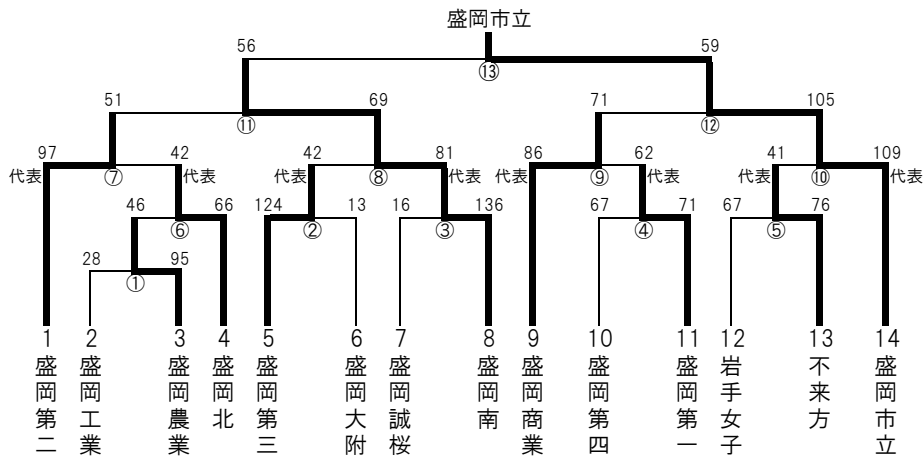 盛岡市立
56 59
⑬
51 69 71 105
⑪ ⑫
97 42 42 81 86 62 41 109
代表 ⑦ 代表 代表 ⑧ 代表 代表 ⑨ 代表 代表 ⑩ 代表
46 66 124 13 16 136 67 71 67 76
⑥ ② ③ ④ ⑤
28 95
①
1 2 3 4 5 6 7 8 9 10 11 12 13 14
盛岡第二
盛岡工業
盛岡農業
盛岡北
盛岡第三
盛岡大附
盛岡誠桜
盛岡南
盛岡商業
盛岡第四
盛岡第一
岩手女子
不来方
盛岡市立